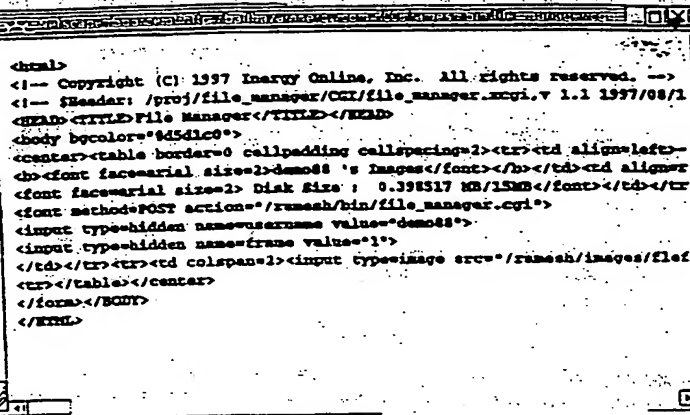 <html>
<!-- Copyright (C) 1997 Inergy Online, Inc. All rights reserved. -->
<!-- $Header: /proj/file_manager/CGI/file_manager.xcgi,v 1.1 1997/08/1
<HEAD><TITLE>File Manager</TITLE></HEAD>
<body bgcolor="#d5d1c0">
<center><table border=0 cellpadding cellspacing=2><tr><td align=left>
<b><font face=arial size=2>demo88 's Images</font></b></td><td align=r
<font face=arial size=2> Disk Size : 0.398517 MB/15MB</font></td></tr
<font method=POST action="/ramesh/bin/file_manager.cgi">
<input type=hidden name=username value="demo88">
<input type=hidden name=frame value="1">
</td></tr><tr><td colspan=2><input type=image src="/ramesh/images/flef
<tr></table></center>
</form></BODY>
</HTML>